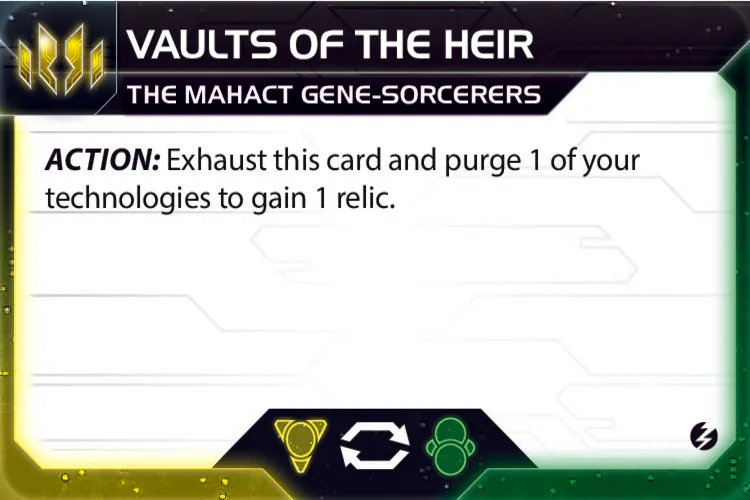 VAULTS OF THE HEIR
THE MAHACT GENE-SORCERERS
ACTION: Exhaust this card and purge 1 of your
technologies to gain 1 relic.